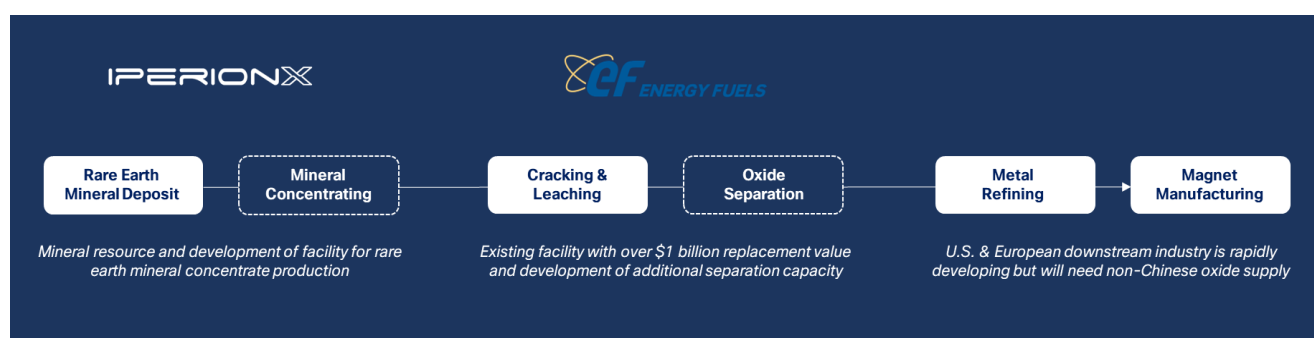 IPERIONX
ef ENERGY FUELS
Rare Earth
Mineral Deposit
Mineral
Concentrating
Cracking &
Leaching
Oxide
Separation
Metal
Refining
Magnet
Manufacturing
Mineral resource and development of facility for rare
earth mineral concentrate production
Existing facility with over $1 billion replacement value
and development of additional separation capacity
U.S. & European downstream industry is rapidly
developing but will need non-Chinese oxide supply